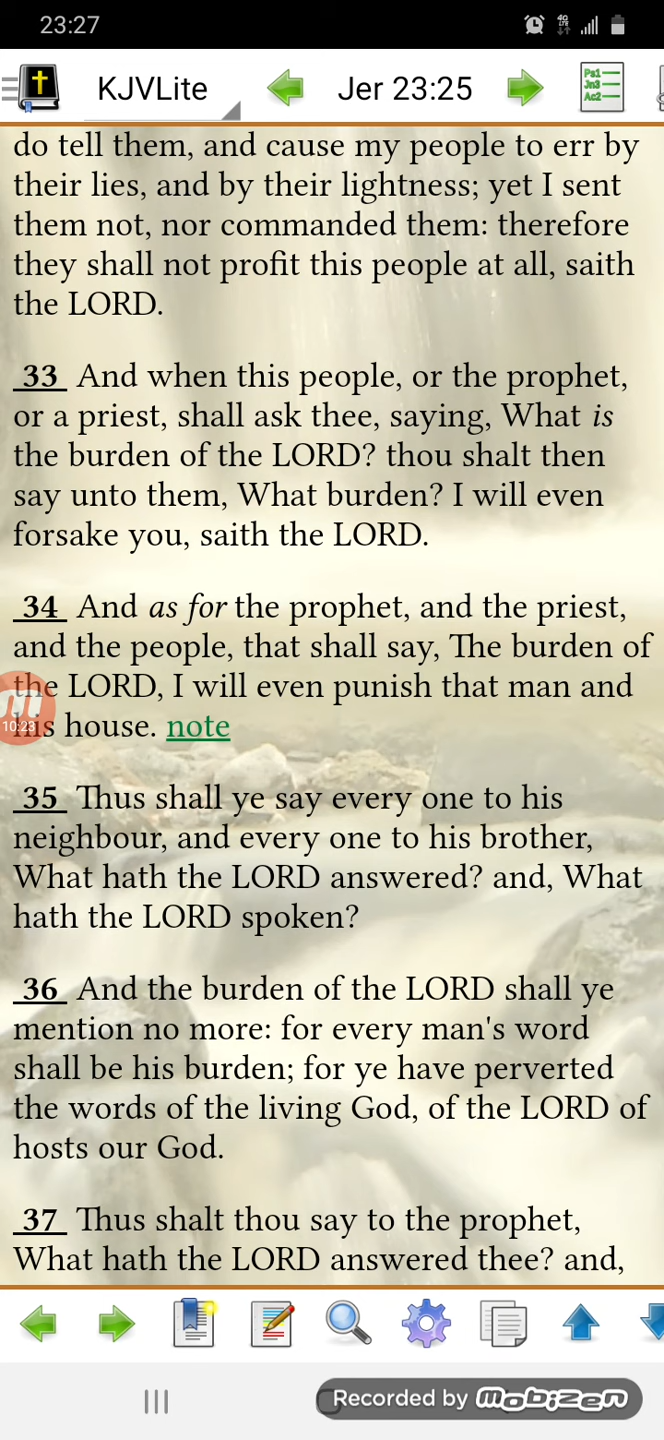 23:27
4G
LTE
KJVLite
Jer 23:25
Ps1
Jn3
Ac2
do tell them, and cause my people to err by
their lies, and by their lightness; yet I sent
them not, nor commanded them: therefore
they shall not profit this people at all, saith
the LORD.
33 And when this people, or the prophet,
or a priest, shall ask thee, saying, What is
the burden of the LORD? thou shalt then
say unto them, What burden? I will even
forsake you, saith the LORD.
34 And as for the prophet, and the priest,
and the people, that shall say, The burden of
the LORD, I will even punish that man and
his house. note
10:23
35 Thus shall ye say every one to his
neighbour, and every one to his brother,
What hath the LORD answered? and, What
hath the LORD spoken?
36 And the burden of the LORD shall ye
mention no more: for every man's word
shall be his burden; for ye have perverted
the words of the living God, of the LORD of
hosts our God.
37 Thus shalt thou say to the prophet,
What hath the LORD answered thee? and,
Recorded by mobizen